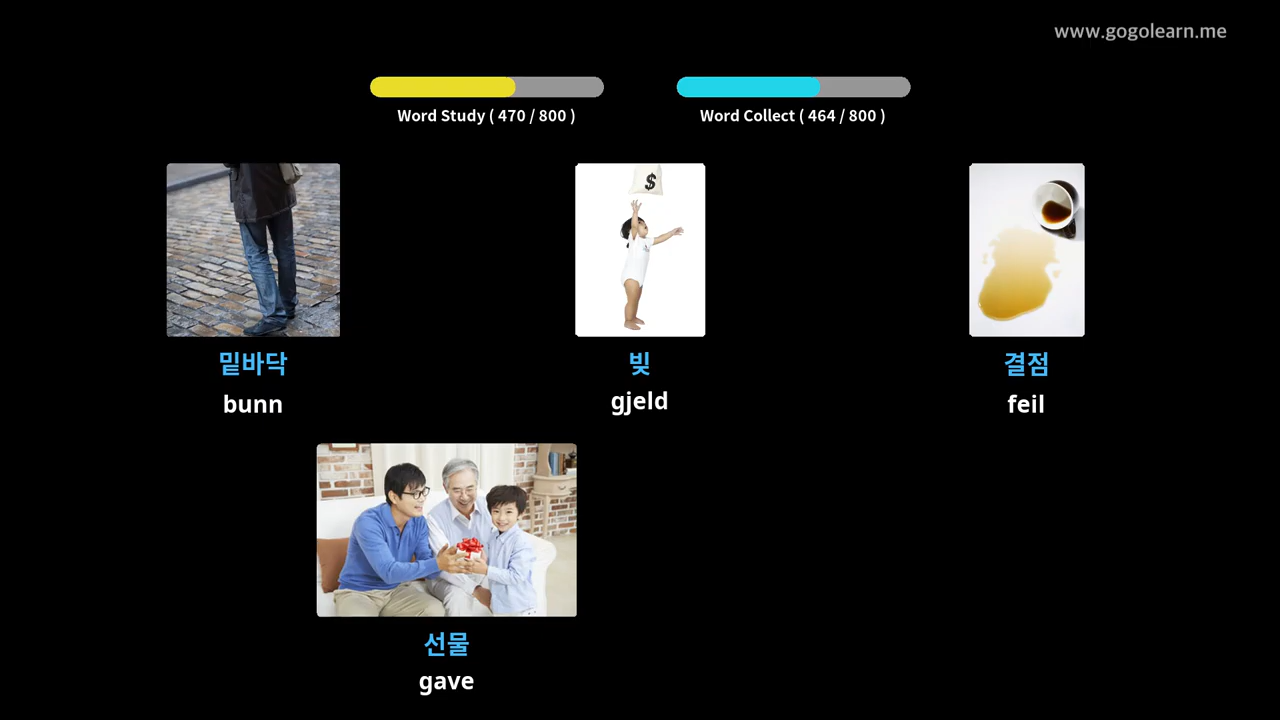 www.gogolearn.me
Word Study ( 470 / 800 )
Word Collect ( 464 / 800 )
$
밑바닥
빚
결점
bunn
gjeld
feil
선물
gave